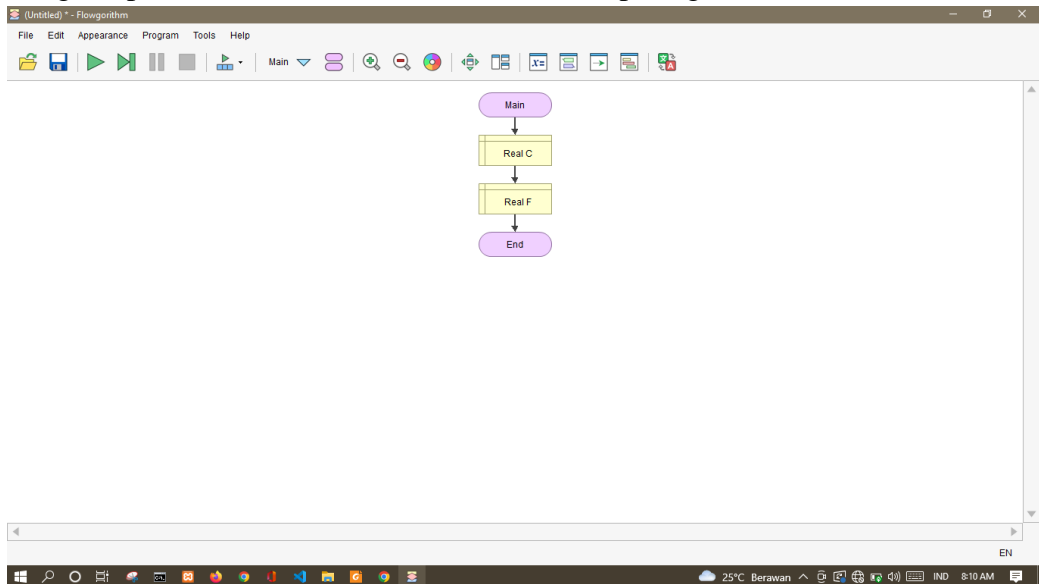 (Untitled) * - Flowgorithm
File Edit Appearance Program Tools Help
Main
Main
Real C
Real F
End
EN
25°C Berawan IND 8:10 AM